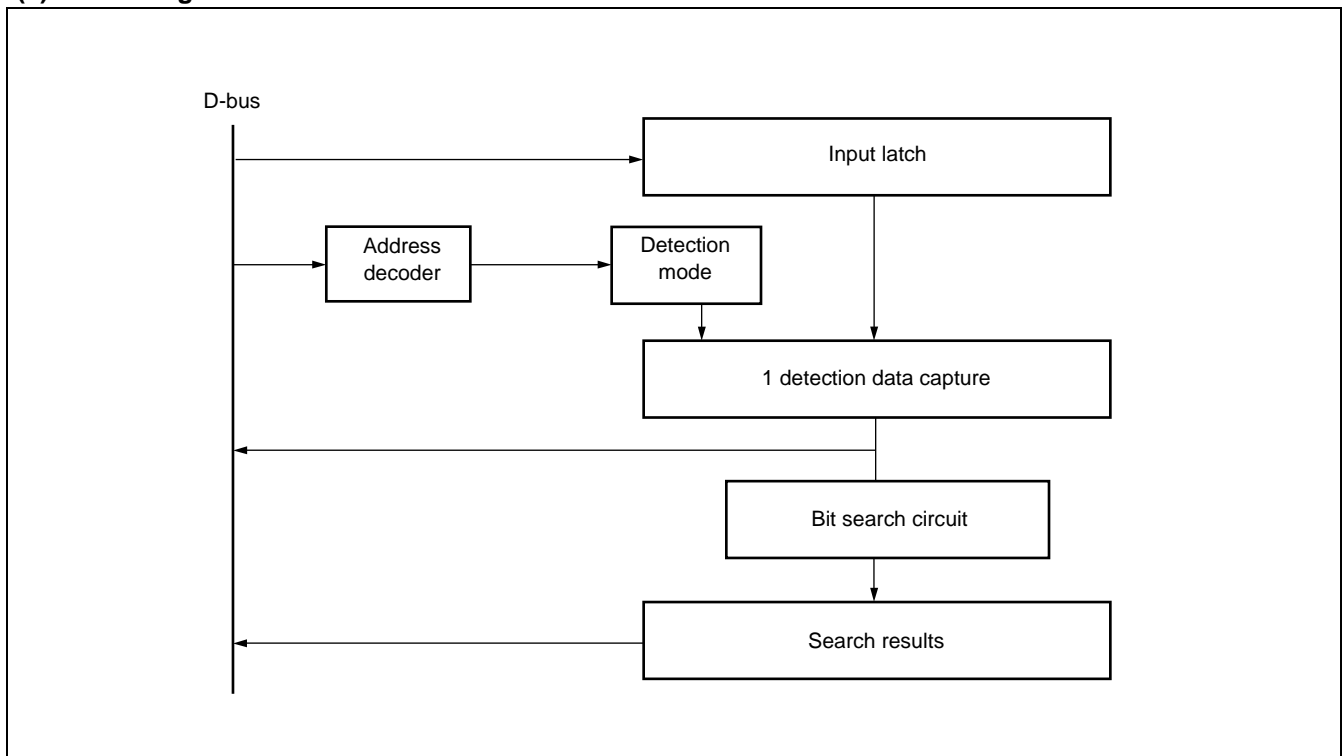 D-bus
Input latch
Address
decoder
Detection
mode
1 detection data capture
Bit search circuit
Search results